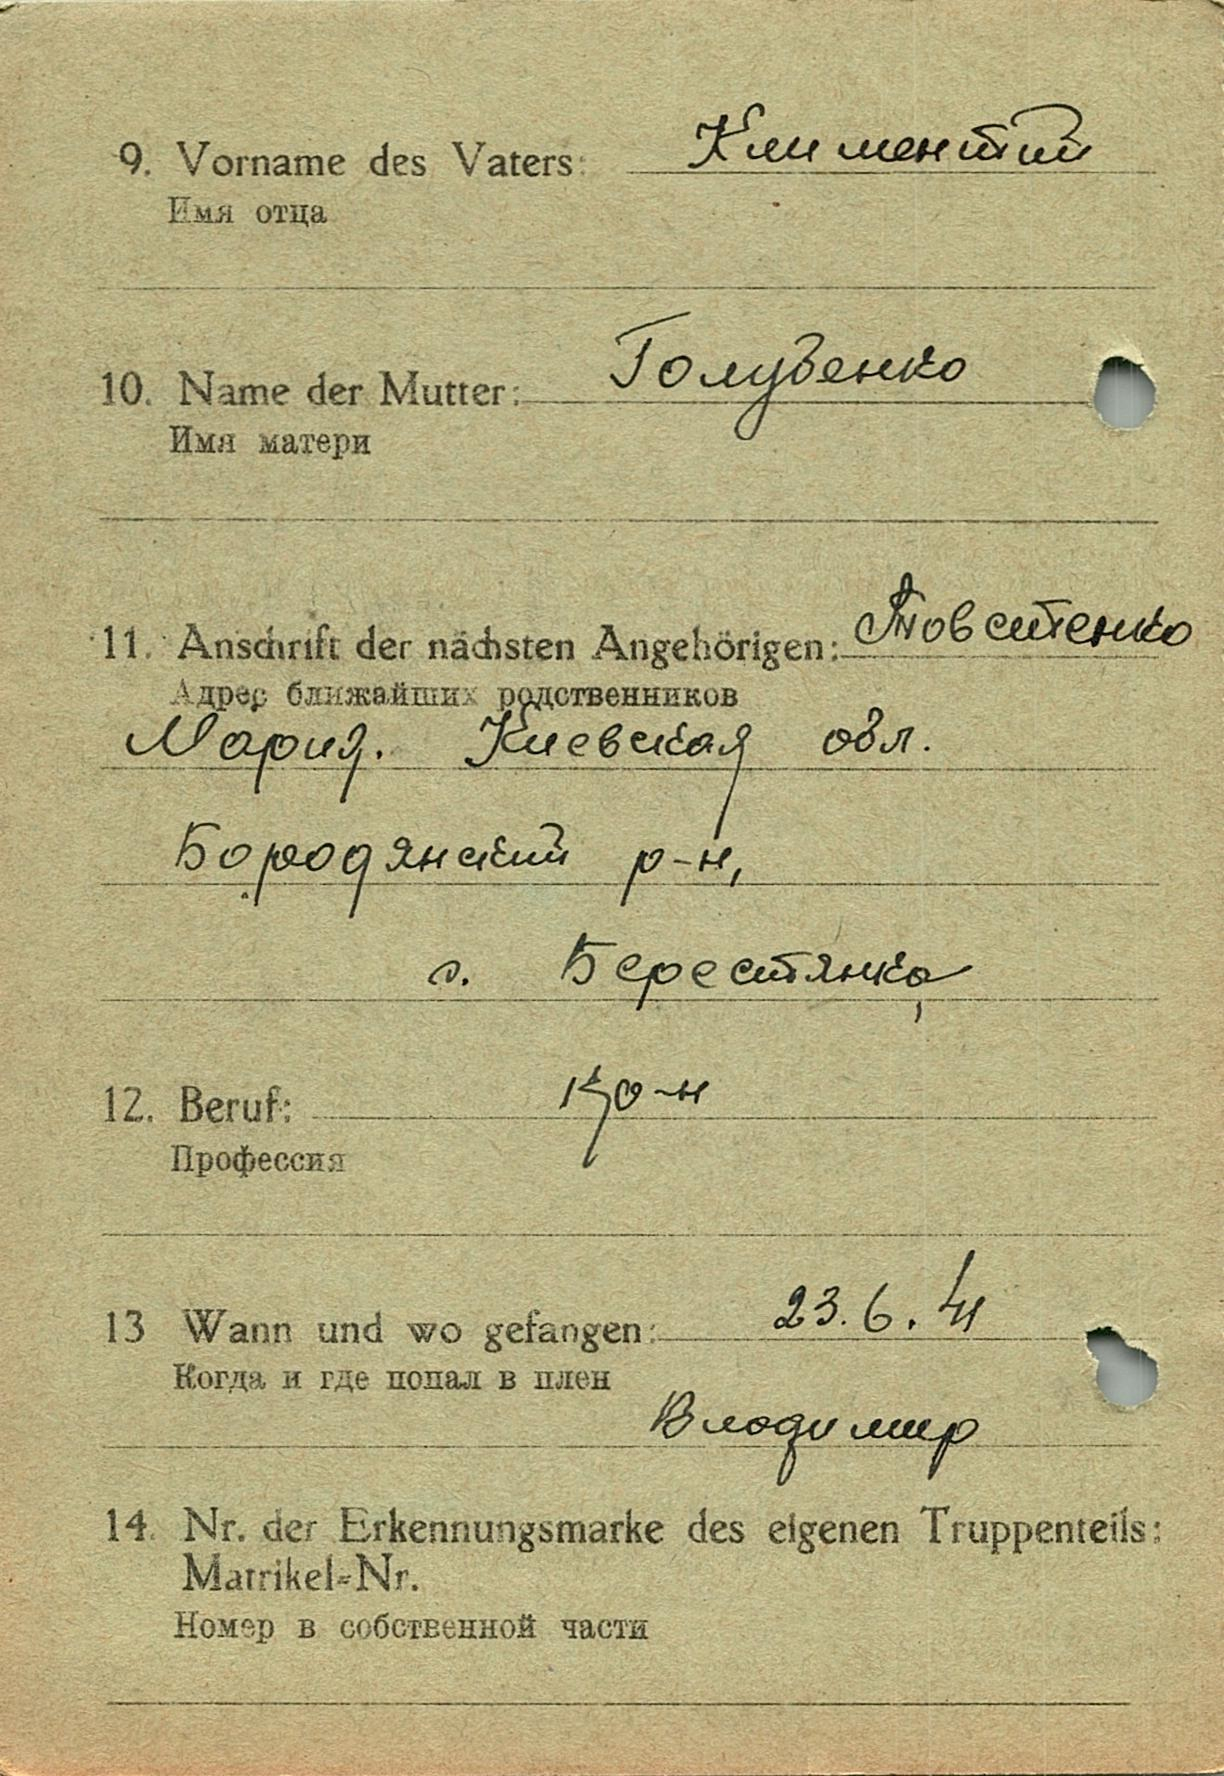 9. Vorname des Vaters: Климентий
Имя отца
10. Name der Mutter: Голубенко
Имя матери
11. Anschrift der nächsten Angehörigen: Товстенко
Адрес ближайших родственников
Мария. Киевская обл.
Бородянский р-н,
с. Берестянка
12. Beruf:
Профессия
13 Wann und wo gefangen: 23.6.41
Когда и где попал в плен
Владимир
14. Nr. der Erkennungsmarke des eigenen Truppenteils:
Matrikel-Nr.
Номер в собственной части